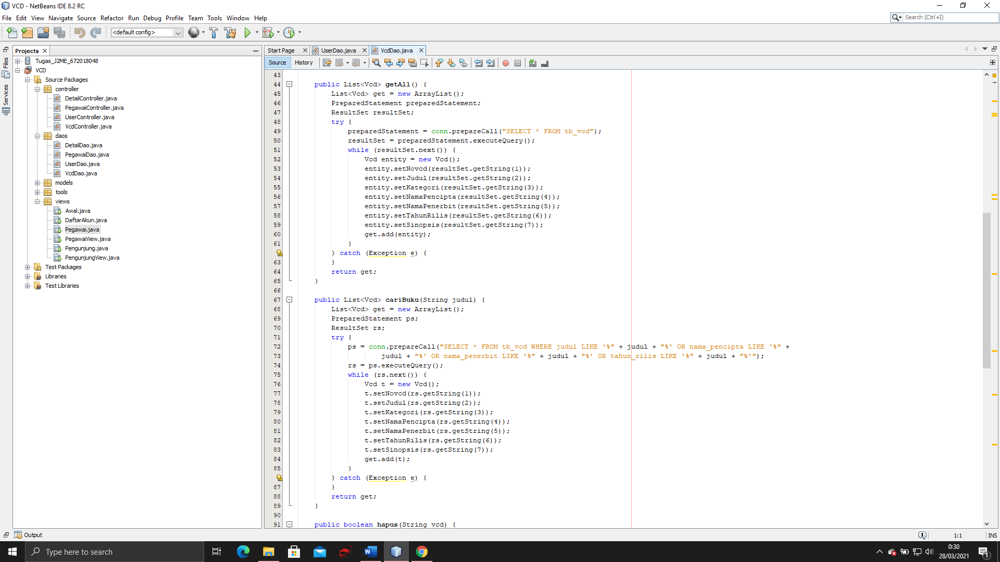 VCD - NetBeans IDE 8.2 RC
File Edit View Navigate Source Refactor Run Debug Profile Team Tools Window Help
Search (Ctrl+I)
<default config>
Projects
Files
Services
Tugas_J2ME_672018048
VCD
Source Packages
controller
DetailController.java
PegawaiController.java
UserController.java
VcdController.java
daos
DetailDao.java
PegawaiDao.java
UserDao.java
VcdDao.java
models
tools
views
Awal.java
DaftarAkun.java
Pegawai.java
PegawaiView.java
Pengunjung.java
PengunjungView.java
Test Packages
Libraries
Test Libraries
Start Page UserDao.java VcdDao.java
Source History
43
44 public List<Vcd> getAll() {
45 List<Vcd> get = new ArrayList();
46 PreparedStatement preparedStatement;
47 ResultSet resultSet;
48 try {
49 preparedStatement = conn.prepareCall("SELECT * FROM tb_vcd");
50 resultSet = preparedStatement.executeQuery();
51 while (resultSet.next()) {
52 Vcd entity = new Vcd();
53 entity.setNovcd(resultSet.getString(1));
54 entity.setJudul(resultSet.getString(2));
55 entity.setKategori(resultSet.getString(3));
56 entity.setNamaPencipta(resultSet.getString(4));
57 entity.setNamaPenerbit(resultSet.getString(5));
58 entity.setTahunRilis(resultSet.getString(6));
59 entity.setSinopsis(resultSet.getString(7));
60 get.add(entity);
61 }
} catch (Exception e) {
63 }
64 return get;
65 }
66
67 public List<Vcd> cariBuku(String judul) {
68 List<Vcd> get = new ArrayList();
69 PreparedStatement ps;
70 ResultSet rs;
71 try {
72 ps = conn.prepareCall("SELECT * FROM tb_vcd WHERE judul LIKE '%" + judul + "%' OR nama_pencipta LIKE '%" +
73 judul + "%' OR nama_penerbit LIKE '%" + judul + "%' OR tahun_rilis LIKE '%" + judul + "%'");
74 rs = ps.executeQuery();
75 while (rs.next()) {
76 Vcd t = new Vcd();
77 t.setNovcd(rs.getString(1));
78 t.setJudul(rs.getString(2));
79 t.setKategori(rs.getString(3));
80 t.setNamaPencipta(rs.getString(4));
81 t.setNamaPenerbit(rs.getString(5));
82 t.setTahunRilis(rs.getString(6));
83 t.setSinopsis(rs.getString(7));
84 get.add(t);
85 }
} catch (Exception e) {
87 }
88 return get;
89 }
90
91 public boolean hapus(String vcd) {
Output
1
1:1
INS
Type here to search
0:30
28/03/2021
1